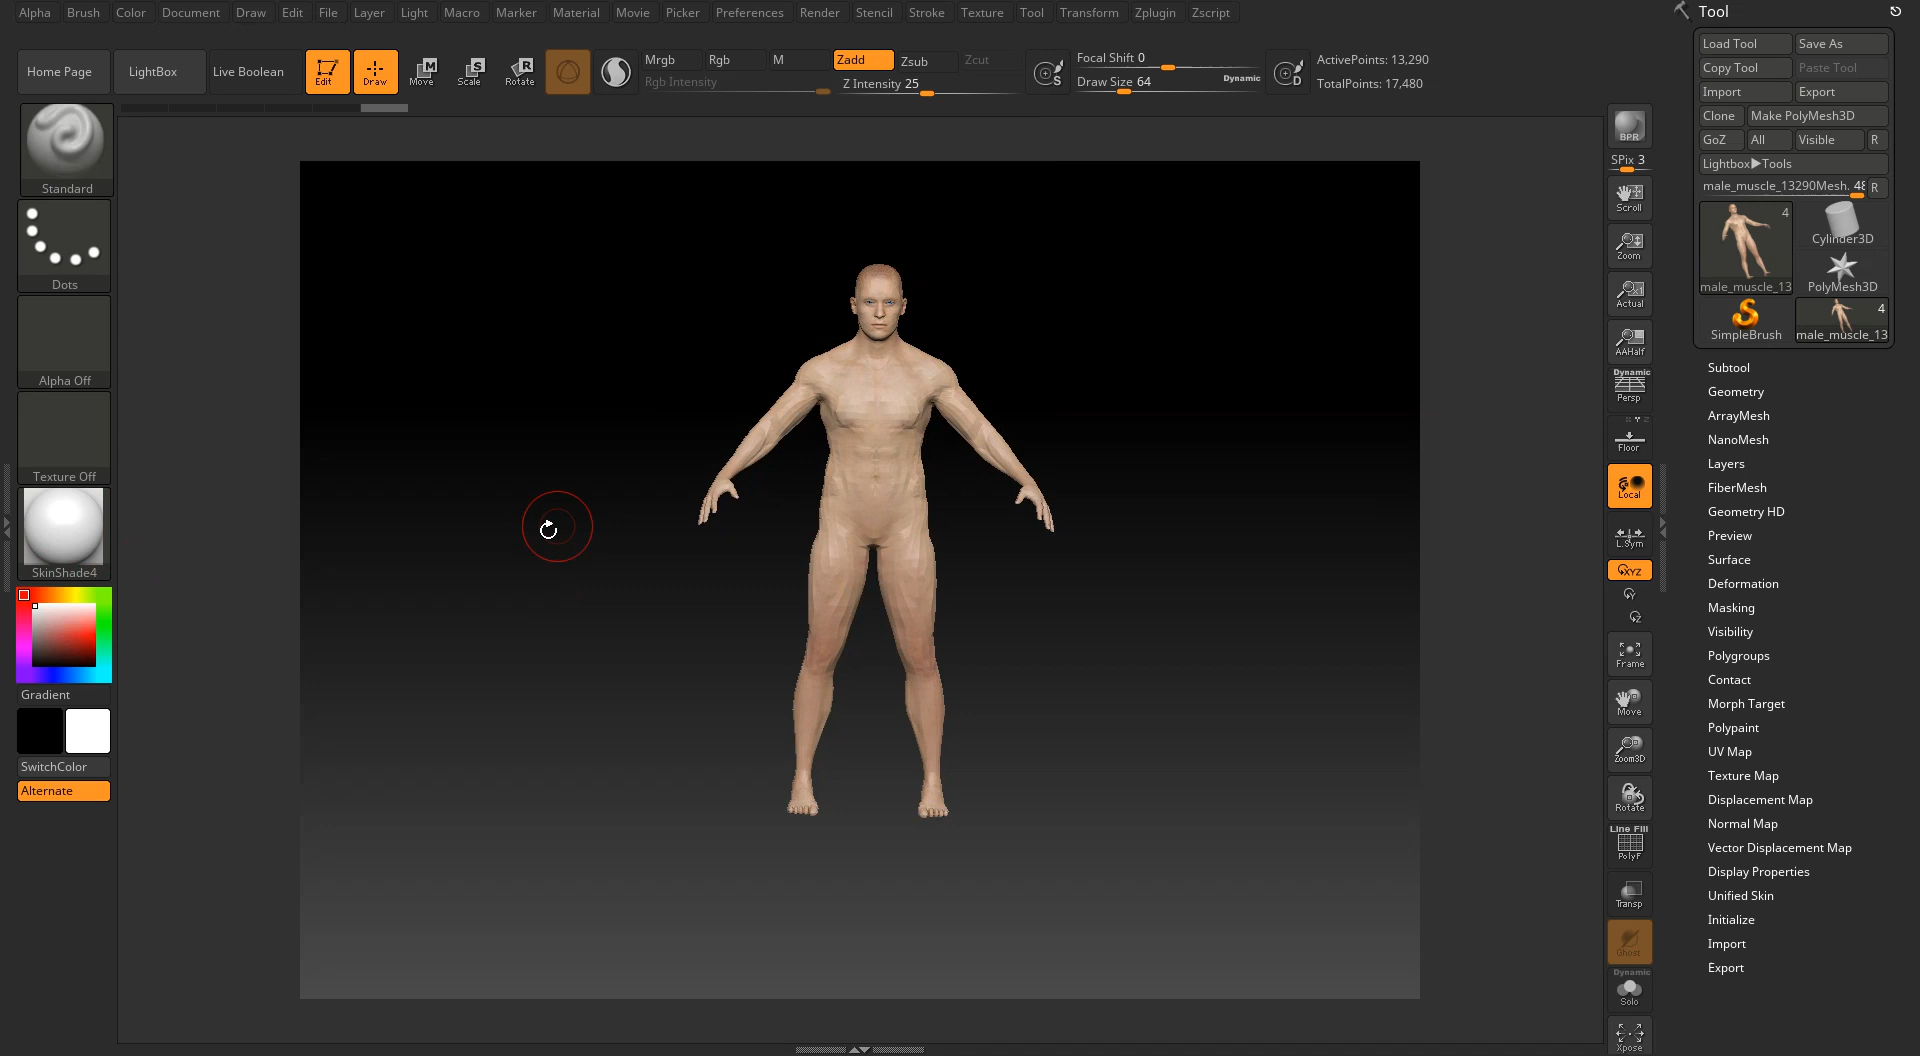 Alpha Brush Color Document Draw Edit File Layer Light Macro Marker Material Movie Picker Preferences Render Stencil Stroke Texture Tool Transform Zplugin Zscript
Home Page
LightBox
Live Boolean
Edit
Draw
M
Move
S
Scale
R
Rotate
Mrgb Rgb M
Rgb Intensity
Zadd Zsub Zcut
Z Intensity 25
S
Focal Shift 0
Draw Size 64
Dynamic
D
ActivePoints: 13,290
TotalPoints: 17,480
Standard
Dots
Alpha Off
Texture Off
SkinShade4
Gradient
SwitchColor
Alternate
BPR
SPix 3
Scroll
Zoom
Actual
AAHalf
Dynamic
Persp
Floor
Local
L.Sym
XYZ
Y
Z
Frame
Move
Zoom3D
Rotate
Line Fill
PolyF
Transp
Ghost
Dynamic
Solo
Xpose
Tool
Load Tool Save As
Copy Tool Paste Tool
Import Export
Clone Make PolyMesh3D
GoZ All Visible R
Lightbox▶Tools
male_muscle_13290Mesh. 48 R
4
male_muscle_13
Cylinder3D
PolyMesh3D
SimpleBrush
4
male_muscle_13
Subtool
Geometry
ArrayMesh
NanoMesh
Layers
FiberMesh
Geometry HD
Preview
Surface
Deformation
Masking
Visibility
Polygroups
Contact
Morph Target
Polypaint
UV Map
Texture Map
Displacement Map
Normal Map
Vector Displacement Map
Display Properties
Unified Skin
Initialize
Import
Export